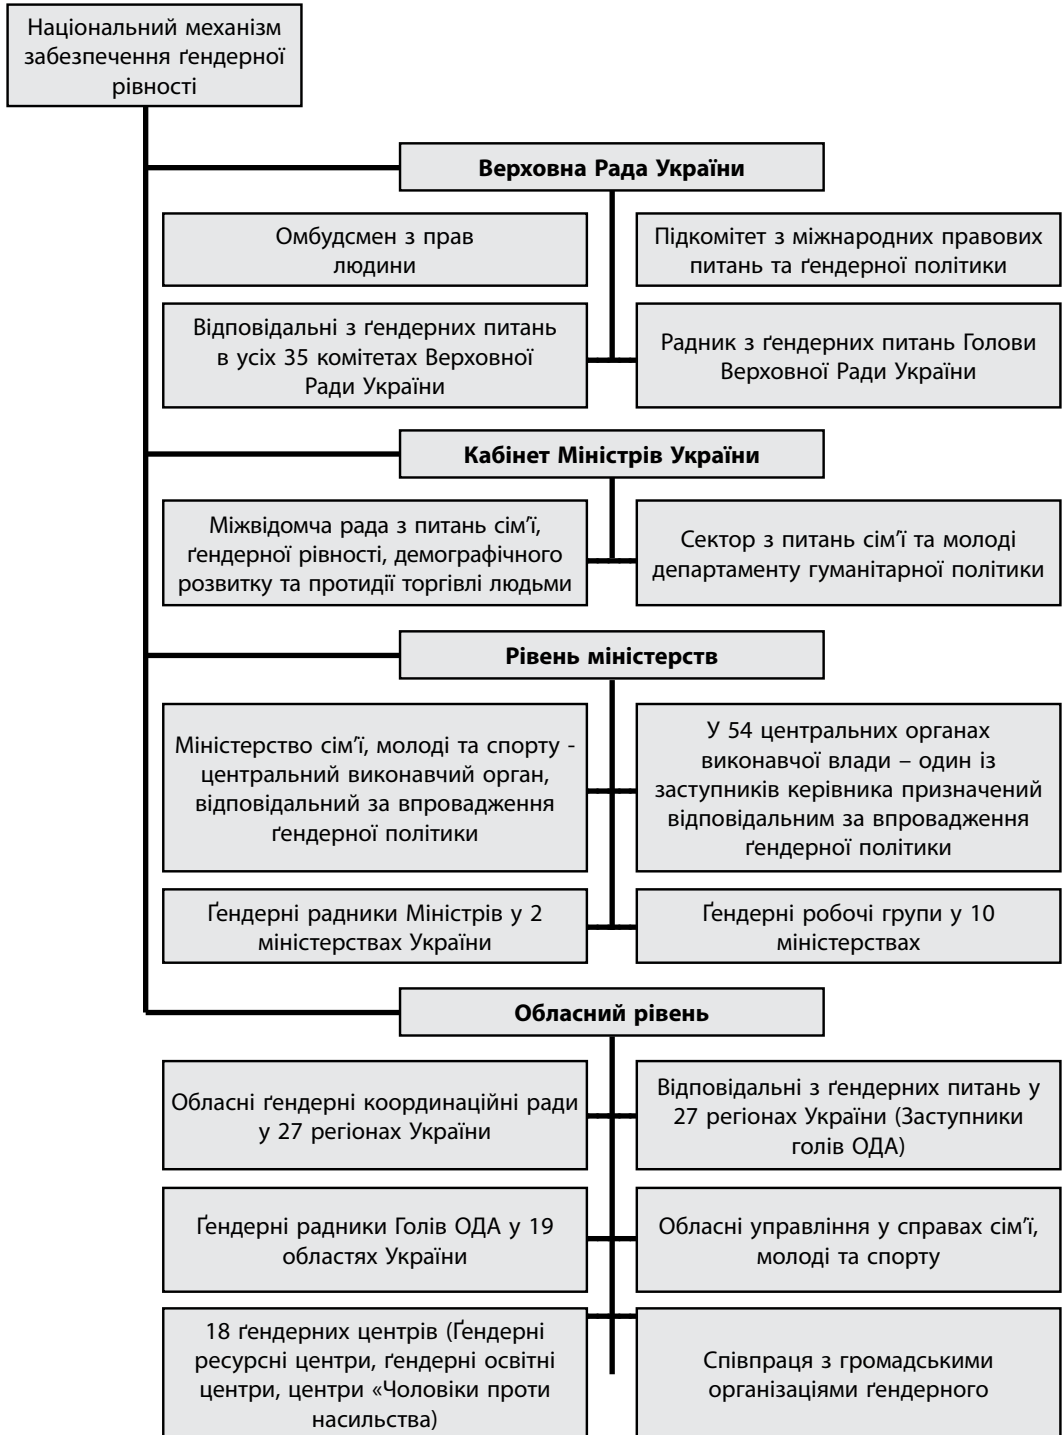 Національний механізм
забезпечення ґендерної
рівності
Верховна Рада України
Омбудсмен з прав
людини
Підкомітет з міжнародних правових
питань та ґендерної політики
Відповідальні з ґендерних питань
в усіх 35 комітетах Верховної
Ради України
Радник з ґендерних питань Голови
Верховної Ради України
Кабінет Міністрів України
Міжвідомча рада з питань сім’ї,
ґендерної рівності, демографічного
розвитку та протидії торгівлі людьми
Сектор з питань сім’ї та молоді
департаменту гуманітарної політики
Рівень міністерств
Міністерство сім’ї, молоді та спорту -
центральний виконавчий орган,
відповідальний за впровадження
ґендерної політики
У 54 центральних органах
виконавчої влади – один із
заступників керівника призначений
відповідальним за впровадження
ґендерної політики
Ґендерні радники Міністрів у 2
міністерствах України
Ґендерні робочі групи у 10
міністерствах
Обласний рівень
Обласні ґендерні координаційні ради
у 27 регіонах України
Відповідальні з ґендерних питань у
27 регіонах України (Заступники
голів ОДА)
Ґендерні радники Голів ОДА у 19
областях України
Обласні управління у справах сім’ї,
молоді та спорту
18 ґендерних центрів (Ґендерні
ресурсні центри, ґендерні освітні
центри, центри «Чоловіки проти
насильства)
Співпраця з громадськими
організаціями ґендерного